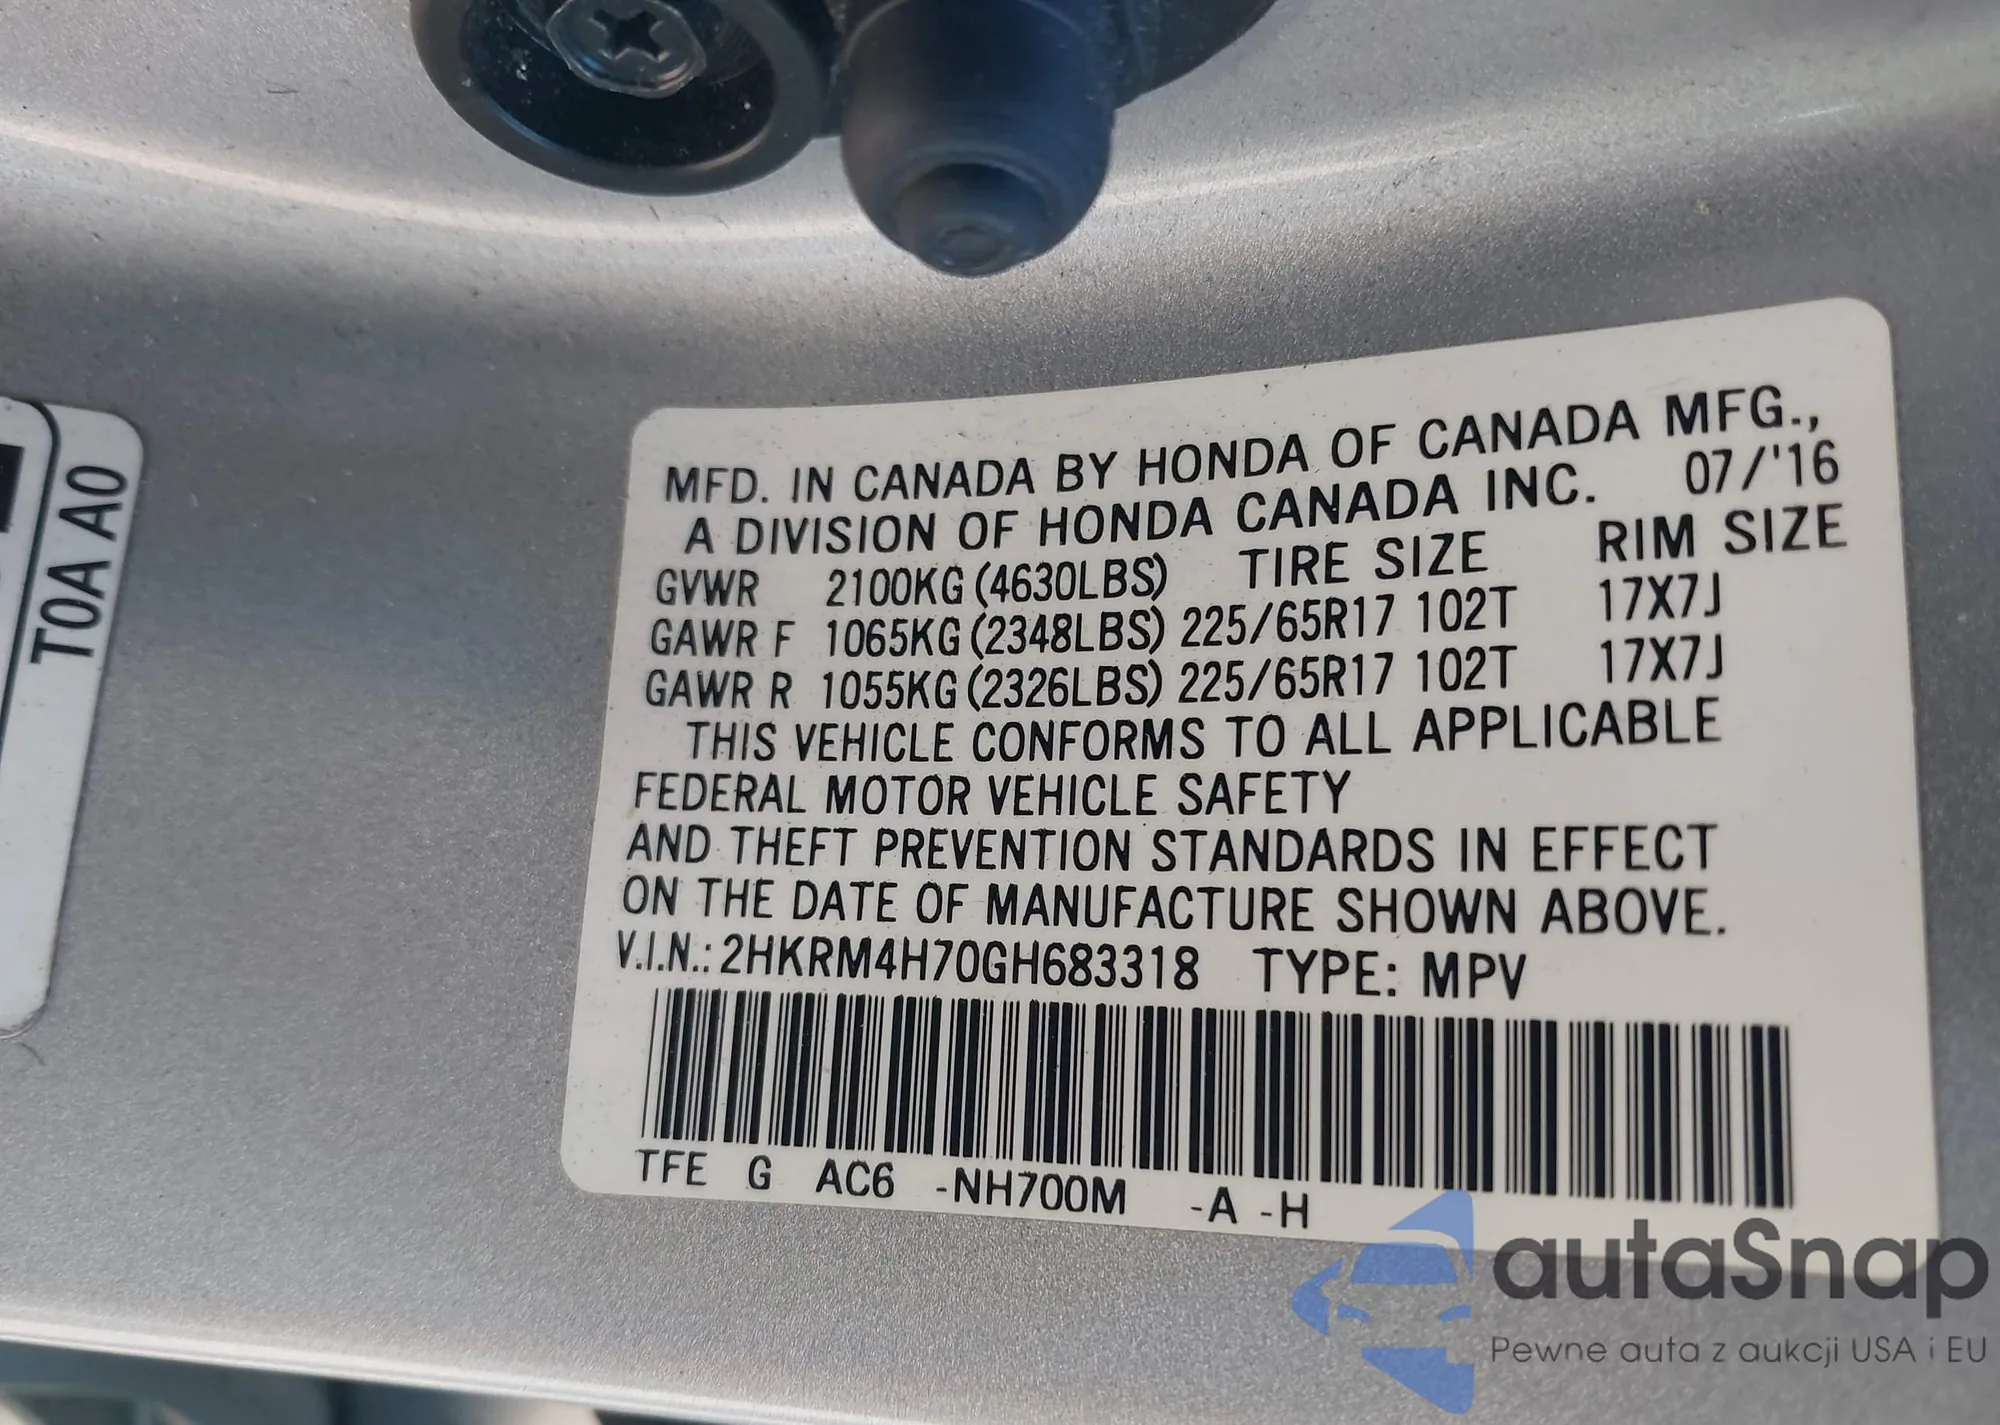 T0A A0
MFD. IN CANADA BY HONDA OF CANADA MFG.,
A DIVISION OF HONDA CANADA INC. 07/'16
GVWR 2100KG (4630LBS) TIRE SIZE RIM SIZE
GAWR F 1065KG (2348LBS) 225/65R17 102T 17X7J
GAWR R 1055KG (2326LBS) 225/65R17 102T 17X7J
THIS VEHICLE CONFORMS TO ALL APPLICABLE
FEDERAL MOTOR VEHICLE SAFETY
AND THEFT PREVENTION STANDARDS IN EFFECT
ON THE DATE OF MANUFACTURE SHOWN ABOVE.
V.I.N.: 2HKRM4H70GH683318 TYPE: MPV
TFE G AC6 -NH700M -A -H
autaSnap
Pewne auta z aukcji USA i EU